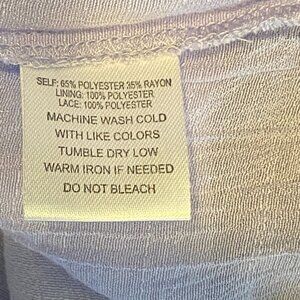 SELF: 65% POLYESTER 35% RAYON
LINING: 100% POLYESTER
LACE: 100% POLYESTER
MACHINE WASH COLD
WITH LIKE COLORS
TUMBLE DRY LOW
WARM IRON IF NEEDED
DO NOT BLEACH